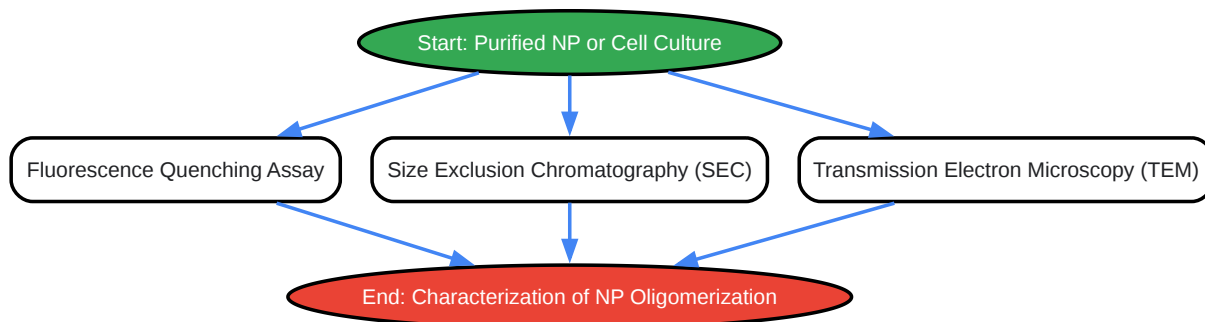 Start: Purified NP or Cell Culture
Fluorescence Quenching Assay
Size Exclusion Chromatography (SEC)
Transmission Electron Microscopy (TEM)
End: Characterization of NP Oligomerization